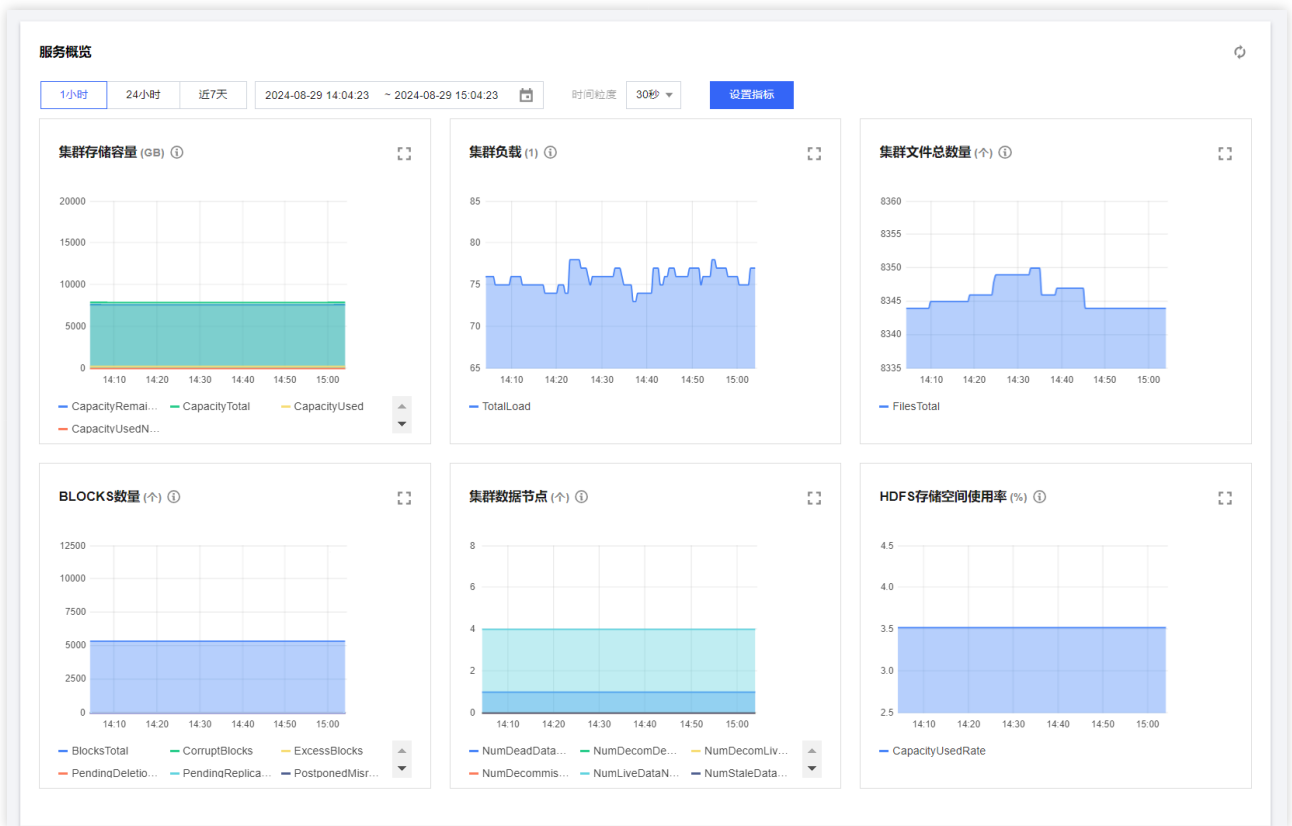 服务概览
1小时 24小时 近7天 2024-08-29 14:04:23 ~ 2024-08-29 15:04:23 时间粒度 30秒 设置指标
集群存储容量 (GB)
20000
15000
10000
5000
0
14:10 14:20 14:30 14:40 14:50 15:00
CapacityRemai... CapacityTotal CapacityUsed
CapacityUsedN...
集群负载 (1)
85
80
75
70
65
14:10 14:20 14:30 14:40 14:50 15:00
TotalLoad
集群文件总数量 (个)
8360
8355
8350
8345
8340
8335
14:10 14:20 14:30 14:40 14:50 15:00
FilesTotal
BLOCKS数量 (个)
12500
10000
7500
5000
2500
0
14:10 14:20 14:30 14:40 14:50 15:00
BlocksTotal CorruptBlocks ExcessBlocks
PendingDeletio... PendingReplica... PostponedMisr...
集群数据节点 (个)
8
6
4
2
0
14:10 14:20 14:30 14:40 14:50 15:00
NumDeadData... NumDecomDe... NumDecomLiv...
NumDecommis... NumLiveDataN... NumStaleData...
HDFS存储空间使用率 (%)
4.5
4.0
3.5
3.0
2.5
14:10 14:20 14:30 14:40 14:50 15:00
CapacityUsedRate